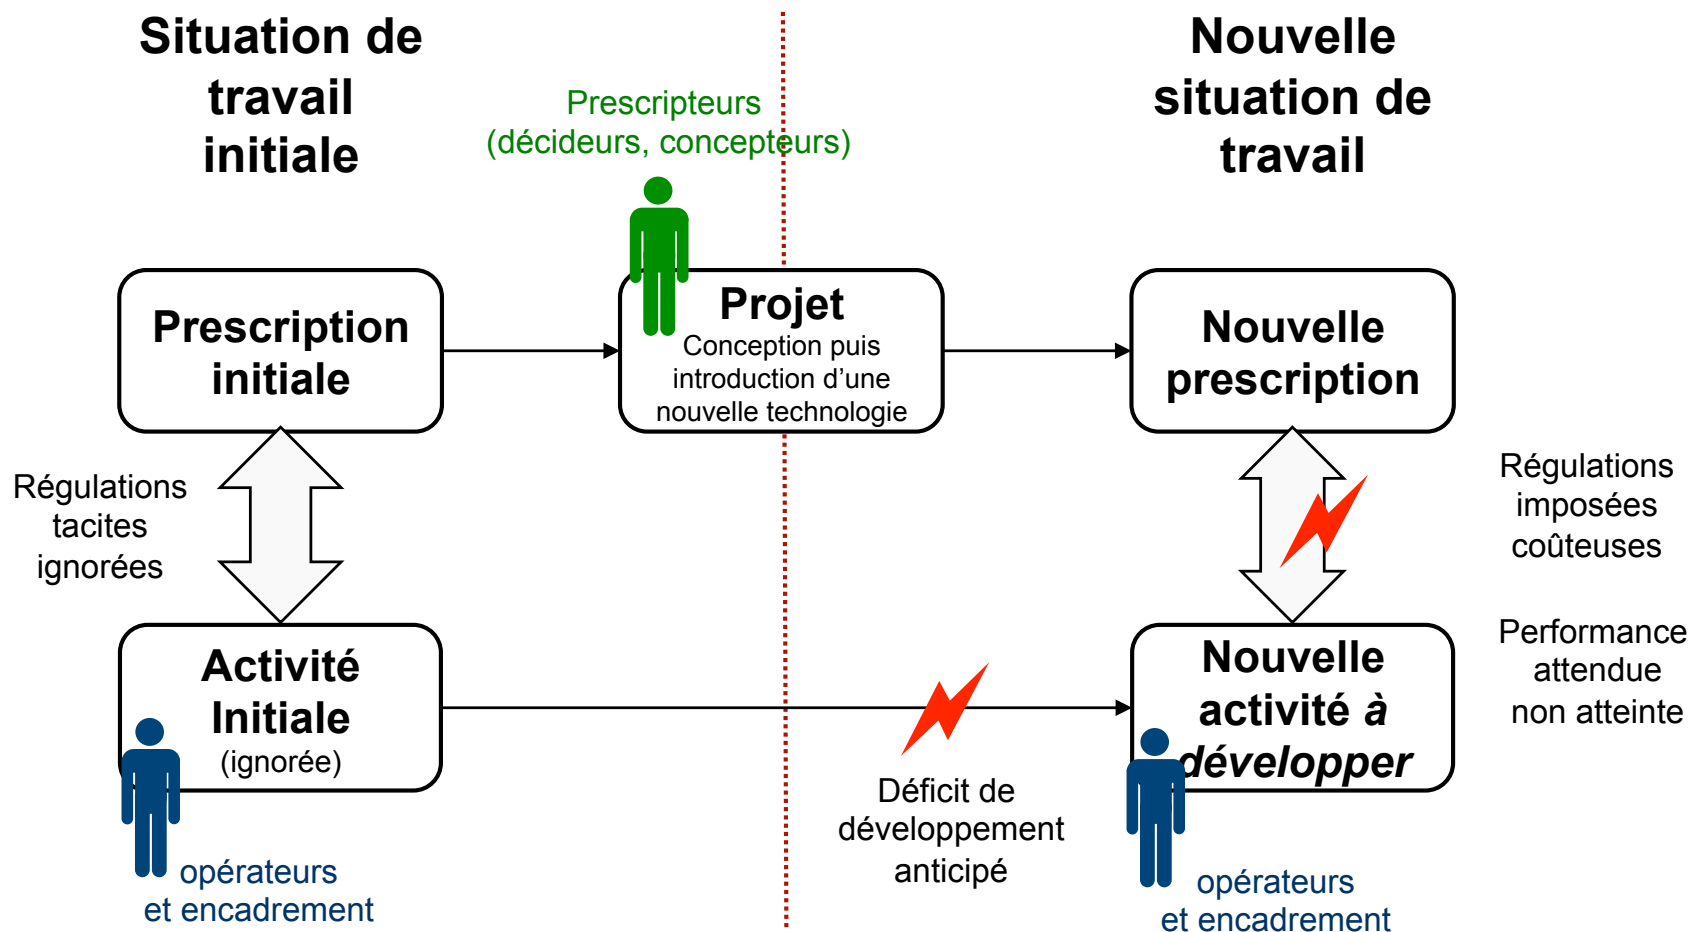 Situation de
travail
initiale
Prescripteurs
(décideurs, concepteurs)
Nouvelle
situation de
travail
Prescription
initiale
Projet
Conception puis
introduction d’une
nouvelle technologie
Nouvelle
prescription
Régulations
tacites
ignorées
Régulations
imposées
coûteuses
Activité
Initiale
(ignorée)
Nouvelle
activité à
développer
Performance
attendue
non atteinte
Déficit de
développement
anticipé
opérateurs
et encadrement
opérateurs
et encadrement